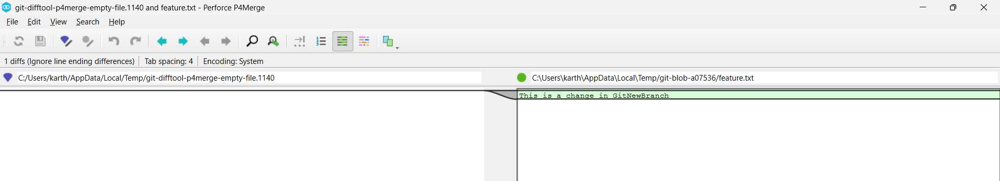 git-difftool-p4merge-empty-file.1140 and feature.txt - Perforce P4Merge
File Edit View Search Help
1 diffs (Ignore line ending differences) Tab spacing: 4 Encoding: System
C:/Users/karth/AppData/Local/Temp/git-difftool-p4merge-empty-file.1140
C:\Users\karth\AppData\Local\Temp/git-blob-a07536/feature.txt
This is a change in GitNewBranch